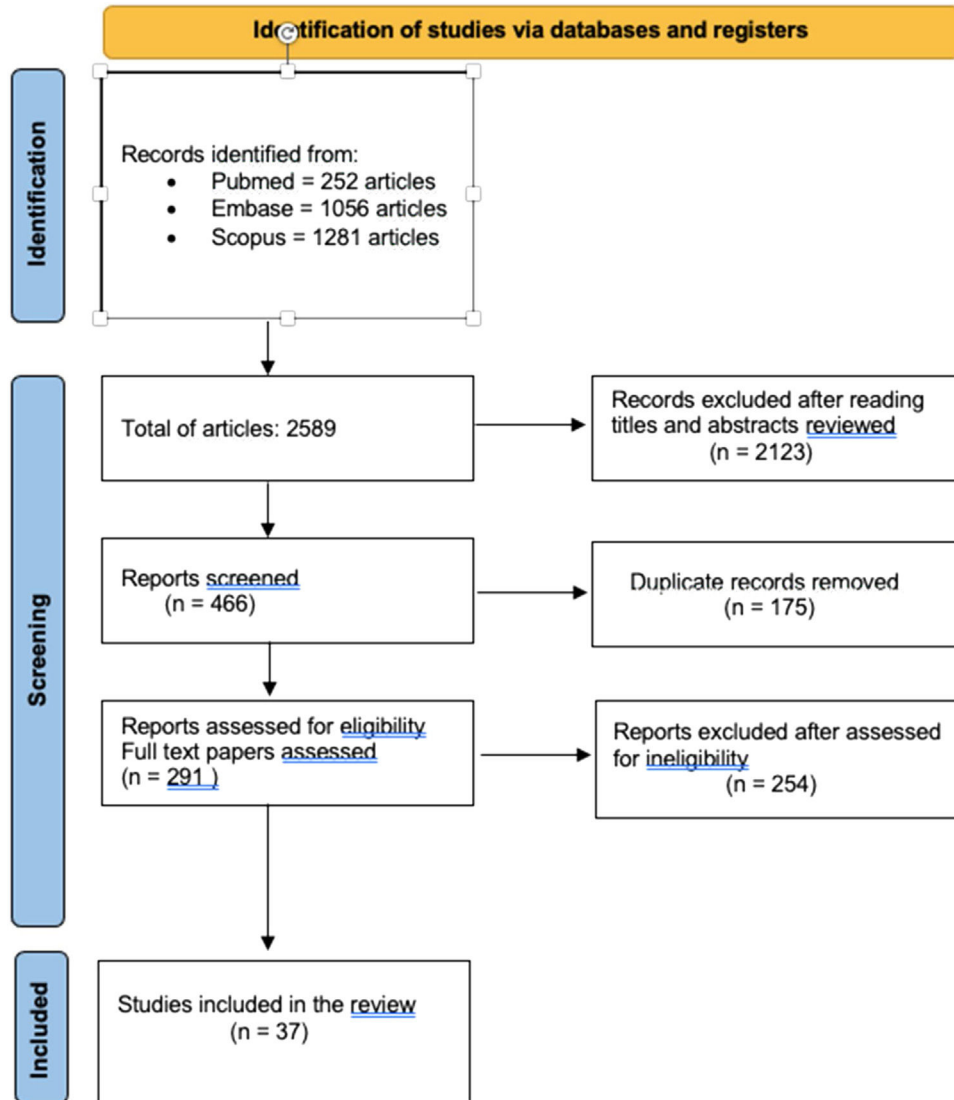 Identification of studies via databases and registers
Identification
Records identified from:
• Pubmed = 252 articles
• Embase = 1056 articles
• Scopus = 1281 articles
Screening
Total of articles: 2589
Records excluded after reading
titles and abstracts reviewed
(n = 2123)
Reports screened
(n = 466)
Duplicate records removed
(n = 175)
Reports assessed for eligibility
Full text papers assessed
(n = 291 )
Reports excluded after assessed
for ineligibility
(n = 254)
Included
Studies included in the review
(n = 37)